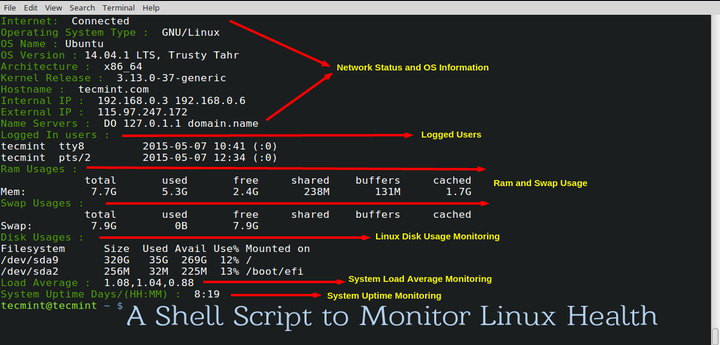 File Edit View Search Terminal Help
Internet: Connected
Operating System Type : GNU/Linux
OS Name : Ubuntu
OS Version : 14.04.1 LTS, Trusty Tahr
Architecture : x86_64
Kernel Release : 3.13.0-37-generic
Hostname : tecmint.com
Internal IP : 192.168.0.3 192.168.0.6
External IP : 115.97.247.172
Name Servers : DO 127.0.1.1 domain.name
Network Status and OS Information
Logged In users :
Logged Users
tecmint tty8 2015-05-07 10:41 (:0)
tecmint pts/2 2015-05-07 12:34 (:0)
Ram Usages :
total used free shared buffers cached
Mem: 7.7G 5.3G 2.4G 238M 131M 1.7G
Ram and Swap Usage
Swap Usages :
total used free shared buffers cached
Swap: 7.9G 0B 7.9G
Disk Usages :
Linux Disk Usage Monitoring
Filesystem Size Used Avail Use% Mounted on
/dev/sda9 320G 35G 269G 12% /
/dev/sda2 256M 32M 225M 13% /boot/efi
Load Average : 1.08,1.04,0.88
System Load Average Monitoring
System Uptime Days/(HH:MM) : 8:19
System Uptime Monitoring
tecmint@tecmint ~ $
A Shell Script to Monitor Linux Health